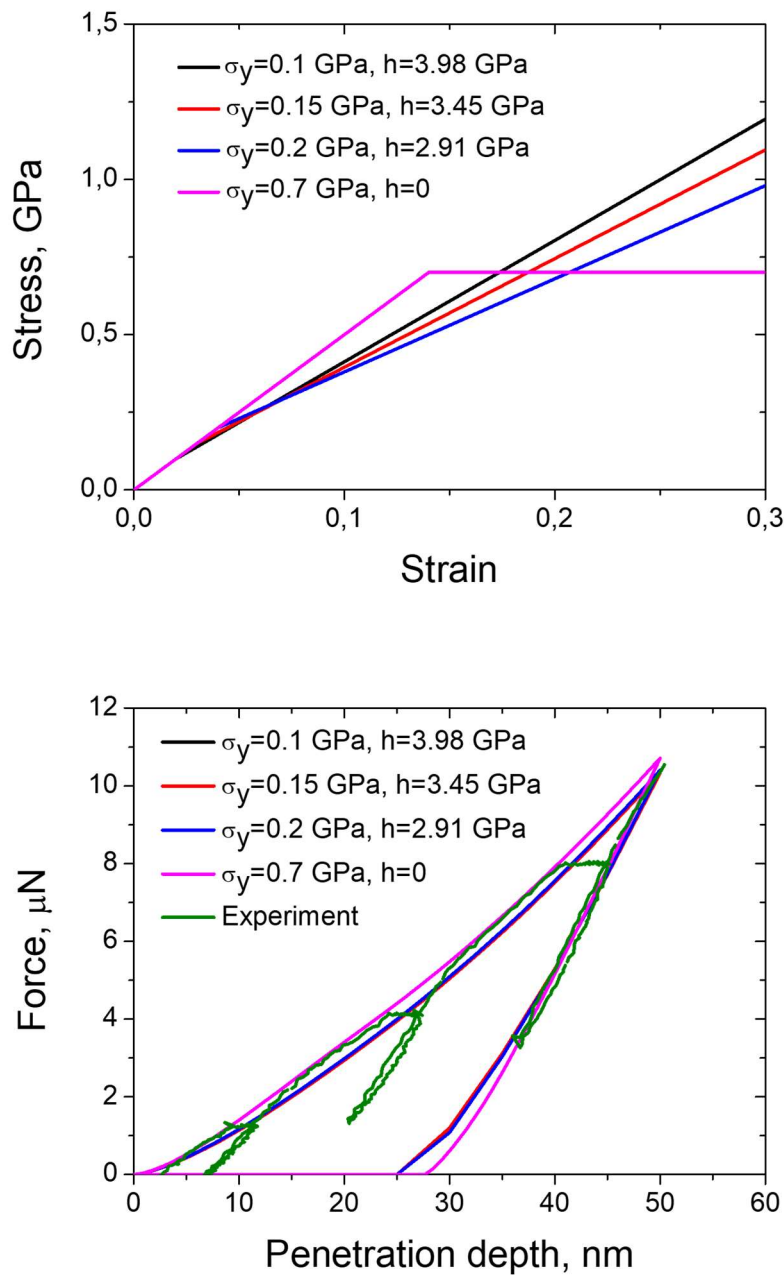 1,5
1,0
0,5
0,0
Stress, GPa
σy=0.1 GPa, h=3.98 GPa
σy=0.15 GPa, h=3.45 GPa
σy=0.2 GPa, h=2.91 GPa
σy=0.7 GPa, h=0
0,0 0,1 0,2 0,3
Strain
12
10
8
6
4
2
0
Force, μN
σy=0.1 GPa, h=3.98 GPa
σy=0.15 GPa, h=3.45 GPa
σy=0.2 GPa, h=2.91 GPa
σy=0.7 GPa, h=0
Experiment
0 10 20 30 40 50 60
Penetration depth, nm